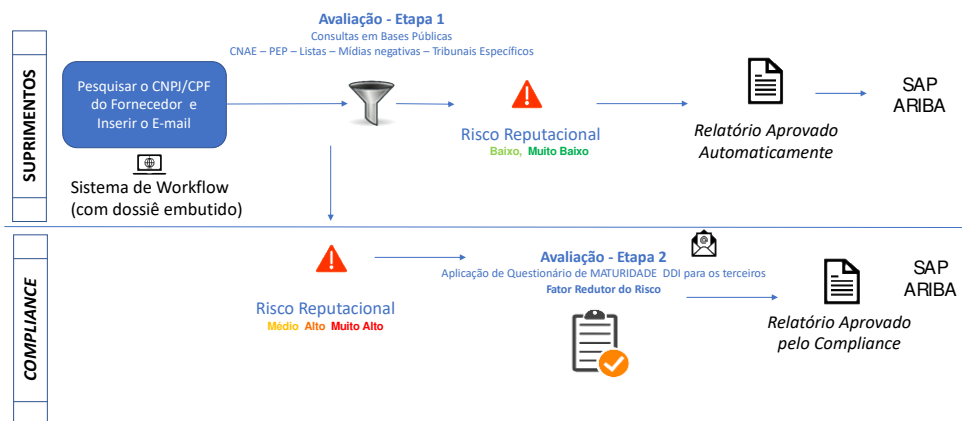 Avaliação - Etapa 1
Consultas em Bases Públicas
CNAE – PEP – Listas – Mídias negativas – Tribunais Específicos
SUPRIMENTOS
Pesquisar o CNPJ/CPF
do Fornecedor e
Inserir o E-mail
Sistema de Workflow
(com dossiê embutido)
Risco Reputacional
Baixo, Muito Baixo
Relatório Aprovado
Automaticamente
SAP
ARIBA
COMPLIANCE
Risco Reputacional
Médio Alto Muito Alto
Avaliação - Etapa 2
Aplicação de Questionário de MATURIDADE DDI para os terceiros
Fator Redutor do Risco
Relatório Aprovado
pelo Compliance
SAP
ARIBA